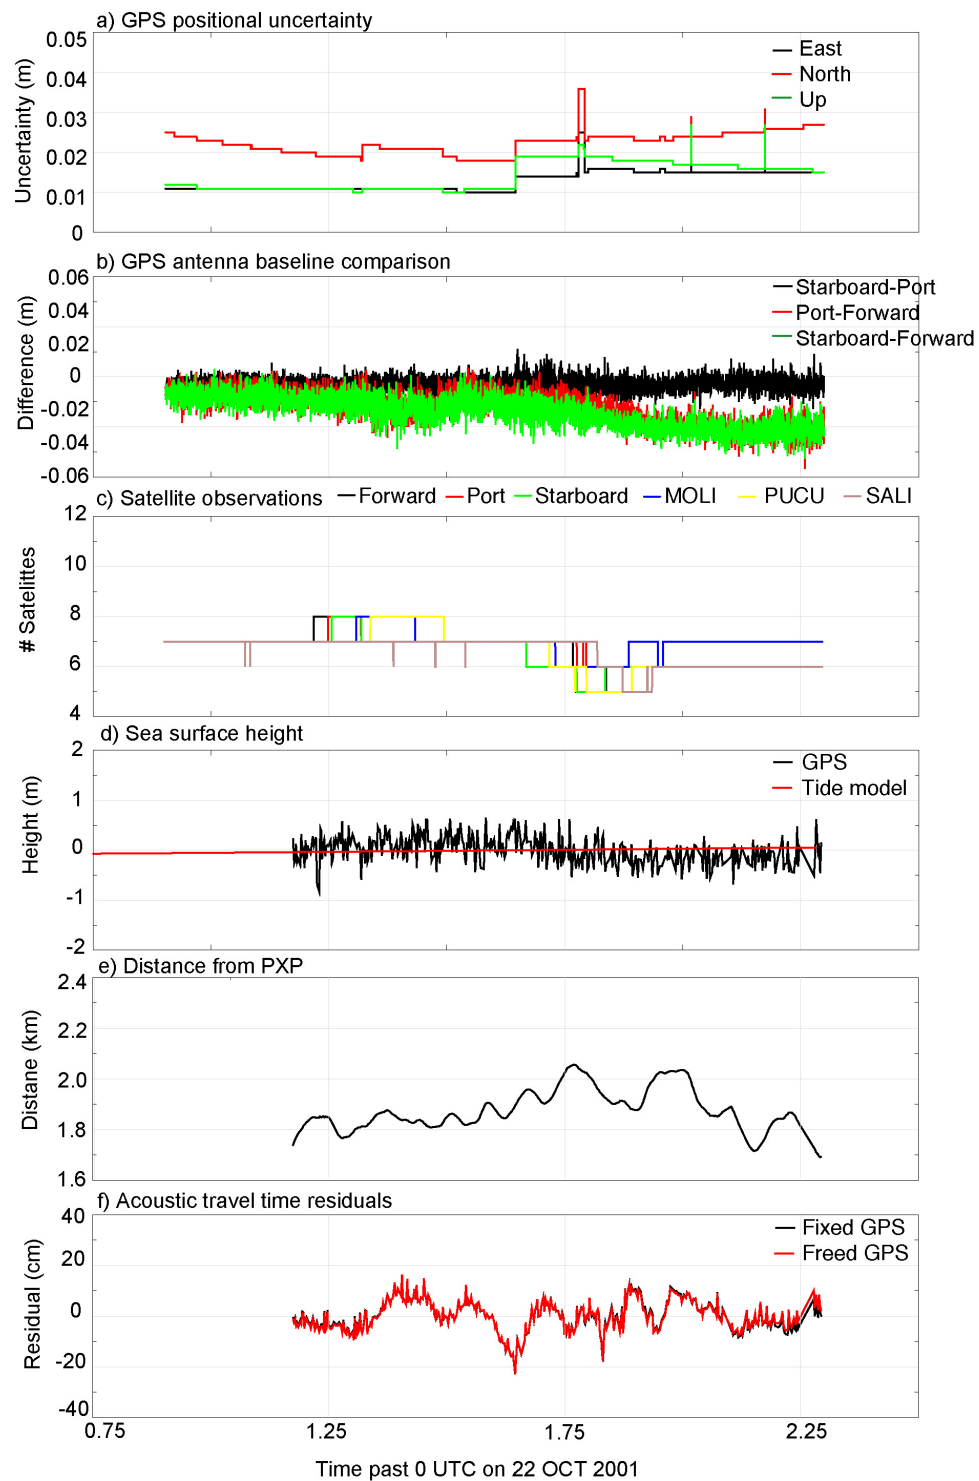 a) GPS positional uncertainty
0.05
East
0.04
North
Up
0.03
Uncertainty (m)
0.02
0.01
0
b) GPS antenna baseline comparison
0.06
Starboard-Port
0.04
Port-Forward
Starboard-Forward
0.02
Difference (m)
0
-0.02
-0.04
-0.06
c) Satellite observations
Forward
Port
Starboard
MOLI
PUCU
SALI
12
10
# Satelittes
8
6
4
d) Sea surface height
2
GPS
Tide model
1
Height (m)
0
-1
-2
e) Distance from PXP
2.4
2.2
Distane (km)
2.0
1.8
1.6
f) Acoustic travel time residuals
40
Fixed GPS
Freed GPS
20
Residual (cm)
0
-20
-40
0.75
1.25
1.75
2.25
Time past 0 UTC on 22 OCT 2001